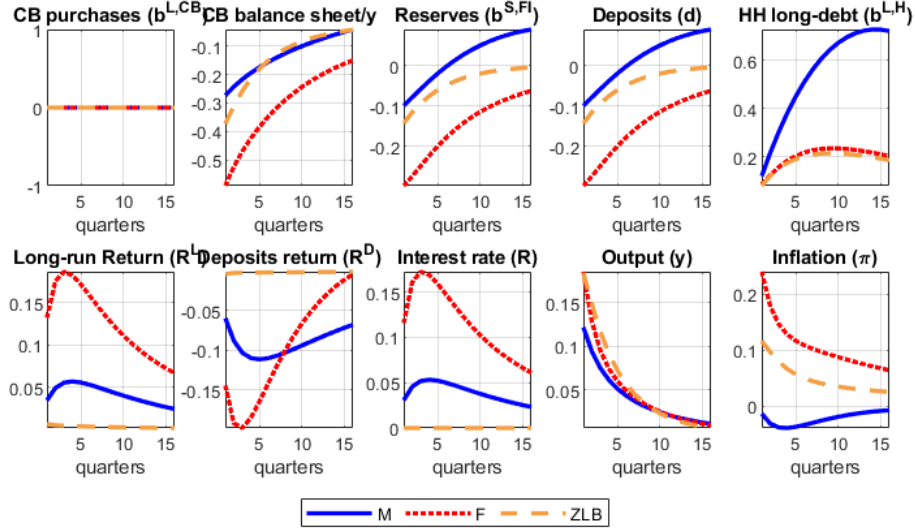 CB purchases (b^{L,CB})
CB balance sheet/y
Reserves (b^{S,FI})
Deposits (d)
HH long-debt (b^{L,H})
1
0
-1
5 10 15
quarters
-0.1
-0.2
-0.3
-0.4
-0.5
5 10 15
quarters
0
-0.1
-0.2
5 10 15
quarters
0
-0.1
-0.2
5 10 15
quarters
0.6
0.4
0.2
5 10 15
quarters
Long-run Return (R^L)
Deposits return (R^D)
Interest rate (R)
Output (y)
Inflation (π)
0.15
0.1
0.05
5 10 15
quarters
-0.05
-0.1
-0.15
5 10 15
quarters
0.15
0.1
0.05
0
5 10 15
quarters
0.15
0.1
0.05
5 10 15
quarters
0.2
0.1
0
5 10 15
quarters
M F ZLB